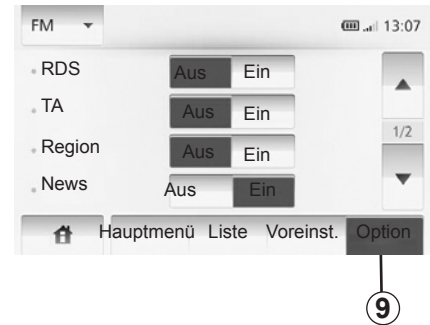 FM 13:07
RDS Aus Ein
TA Aus Ein
Region Aus Ein
1/2
News Aus Ein
Hauptmenü Liste Voreinst. Option
9